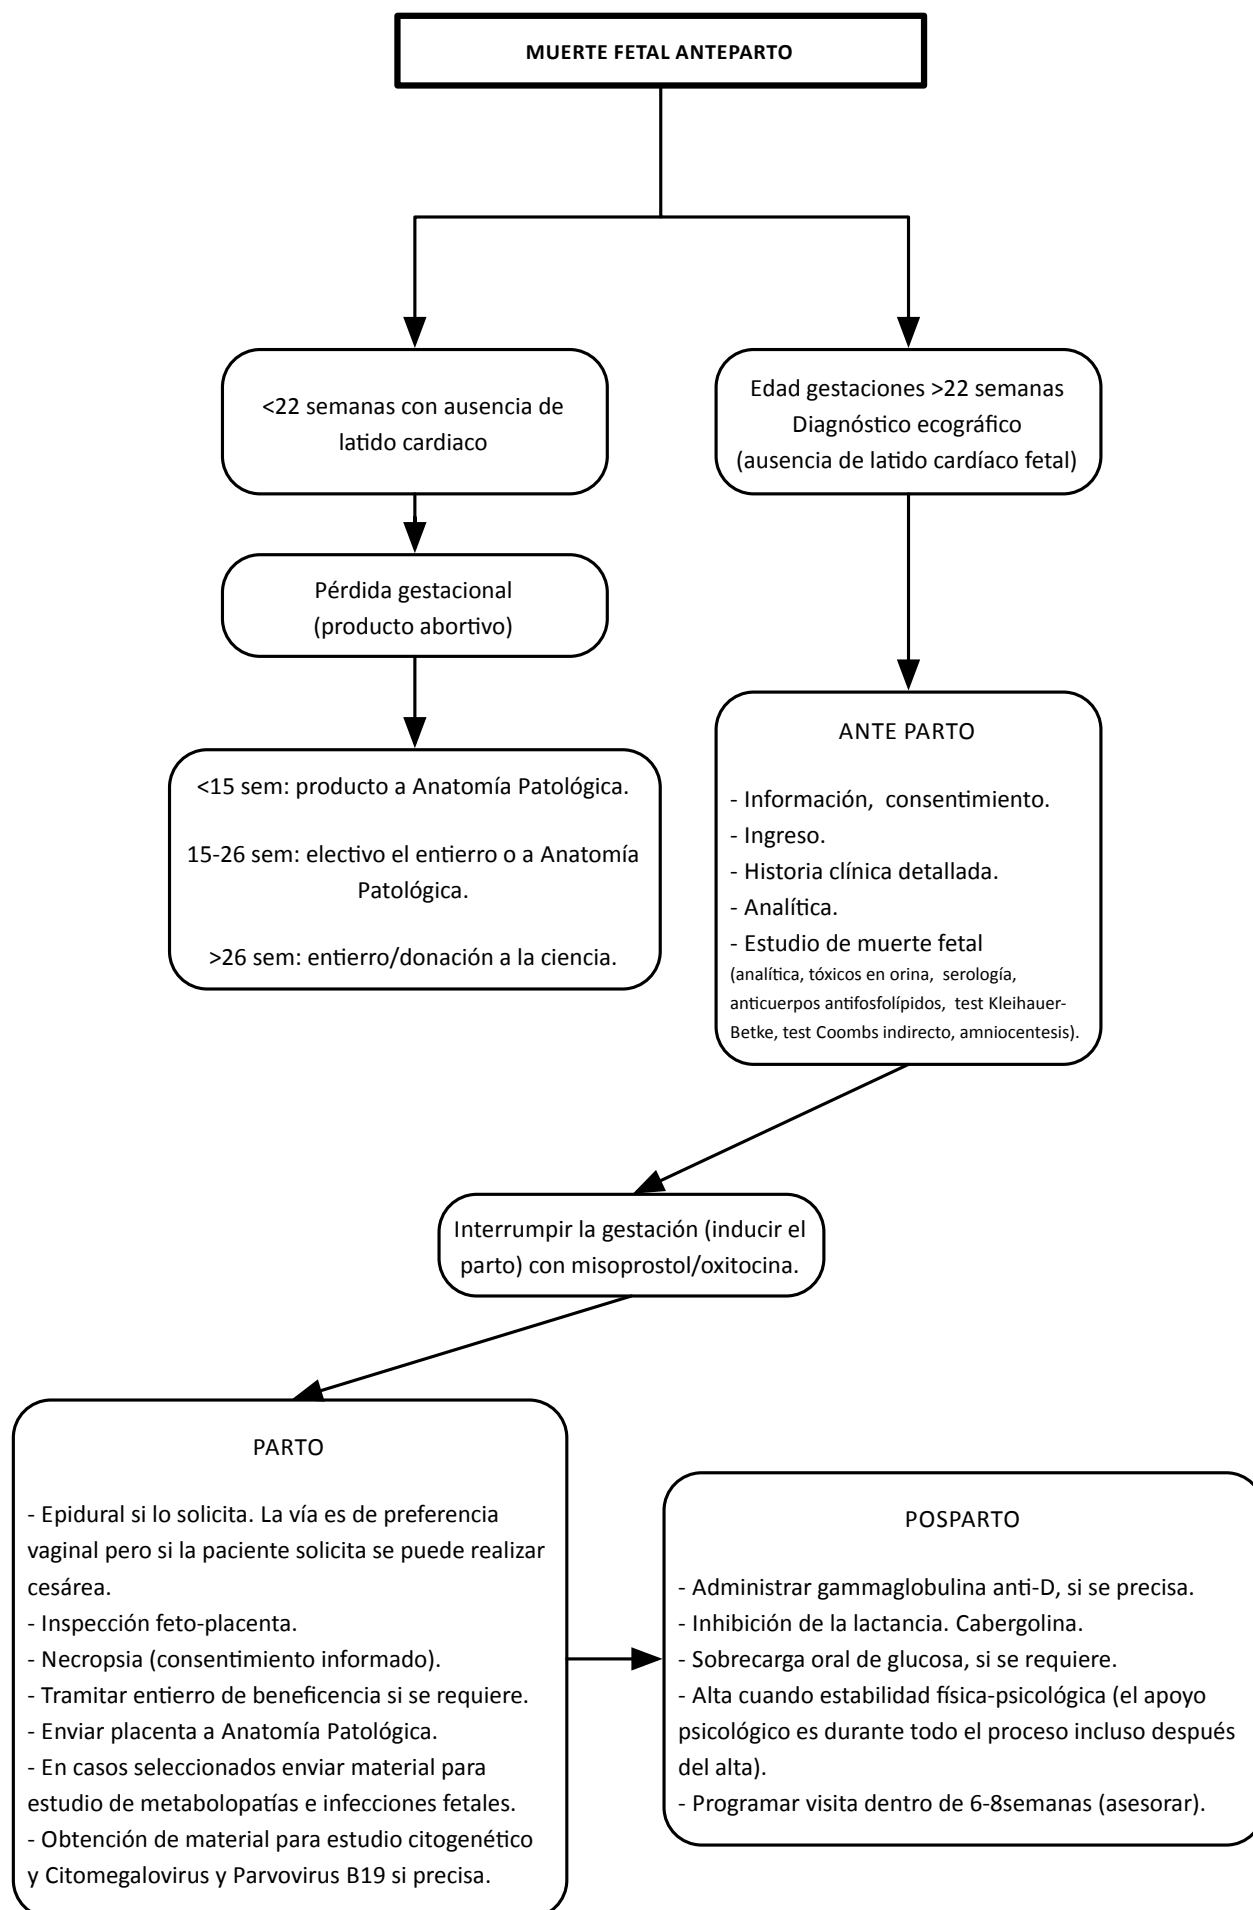 MUERTE FETAL ANTEPARTO
<22 semanas con ausencia de
latido cardiaco
Edad gestaciones >22 semanas
Diagnóstico ecográfico
(ausencia de latido cardíaco fetal)
Pérdida gestacional
(producto abortivo)
<15 sem: producto a Anatomía Patológica.
15-26 sem: electivo el entierro o a Anatomía
Patológica.
>26 sem: entierro/donación a la ciencia.
ANTE PARTO
- Información,  consentimiento.
- Ingreso.
- Historia clínica detallada.
- Analítica.
- Estudio de muerte fetal
(analítica, tóxicos en orina,  serología,
anticuerpos antifosfolípidos,  test Kleihauer-
Betke, test Coombs indirecto, amniocentesis).
Interrumpir la gestación (inducir el
parto) con misoprostol/oxitocina.
PARTO
- Epidural si lo solicita. La vía es de preferencia
vaginal pero si la paciente solicita se puede realizar
cesárea.
- Inspección feto-placenta.
- Necropsia (consentimiento informado).
- Tramitar entierro de beneficencia si se requiere.
- Enviar placenta a Anatomía Patológica.
- En casos seleccionados enviar material para
estudio de metabolopatías e infecciones fetales.
- Obtención de material para estudio citogenético
y Citomegalovirus y Parvovirus B19 si precisa.
POSPARTO
- Administrar gammaglobulina anti-D, si se precisa.
- Inhibición de la lactancia. Cabergolina.
- Sobrecarga oral de glucosa, si se requiere.
- Alta cuando estabilidad física-psicológica (el apoyo
psicológico es durante todo el proceso incluso después
del alta).
- Programar visita dentro de 6-8semanas (asesorar).